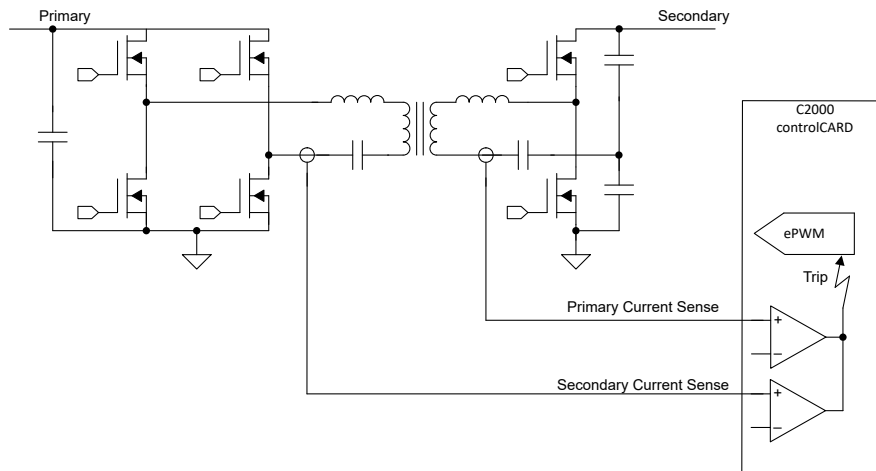 Primary
Secondary
C2000
controlCARD
ePWM
Trip
Primary Current Sense
+
−
Secondary Current Sense
+
−